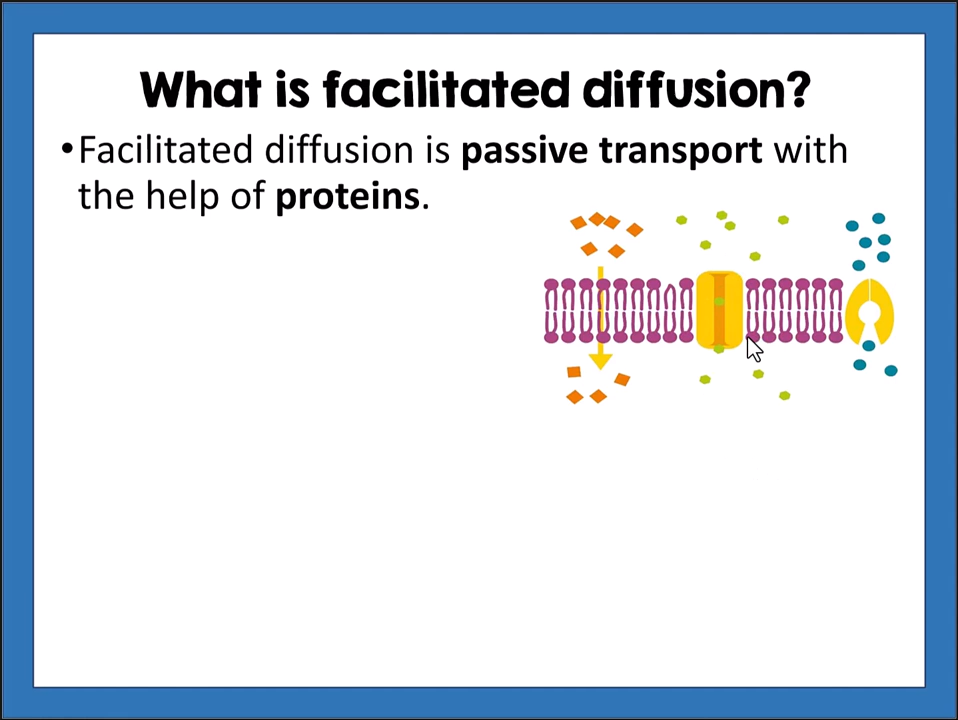 What is facilitated diffusion?
•Facilitated diffusion is passive transport with
the help of proteins.